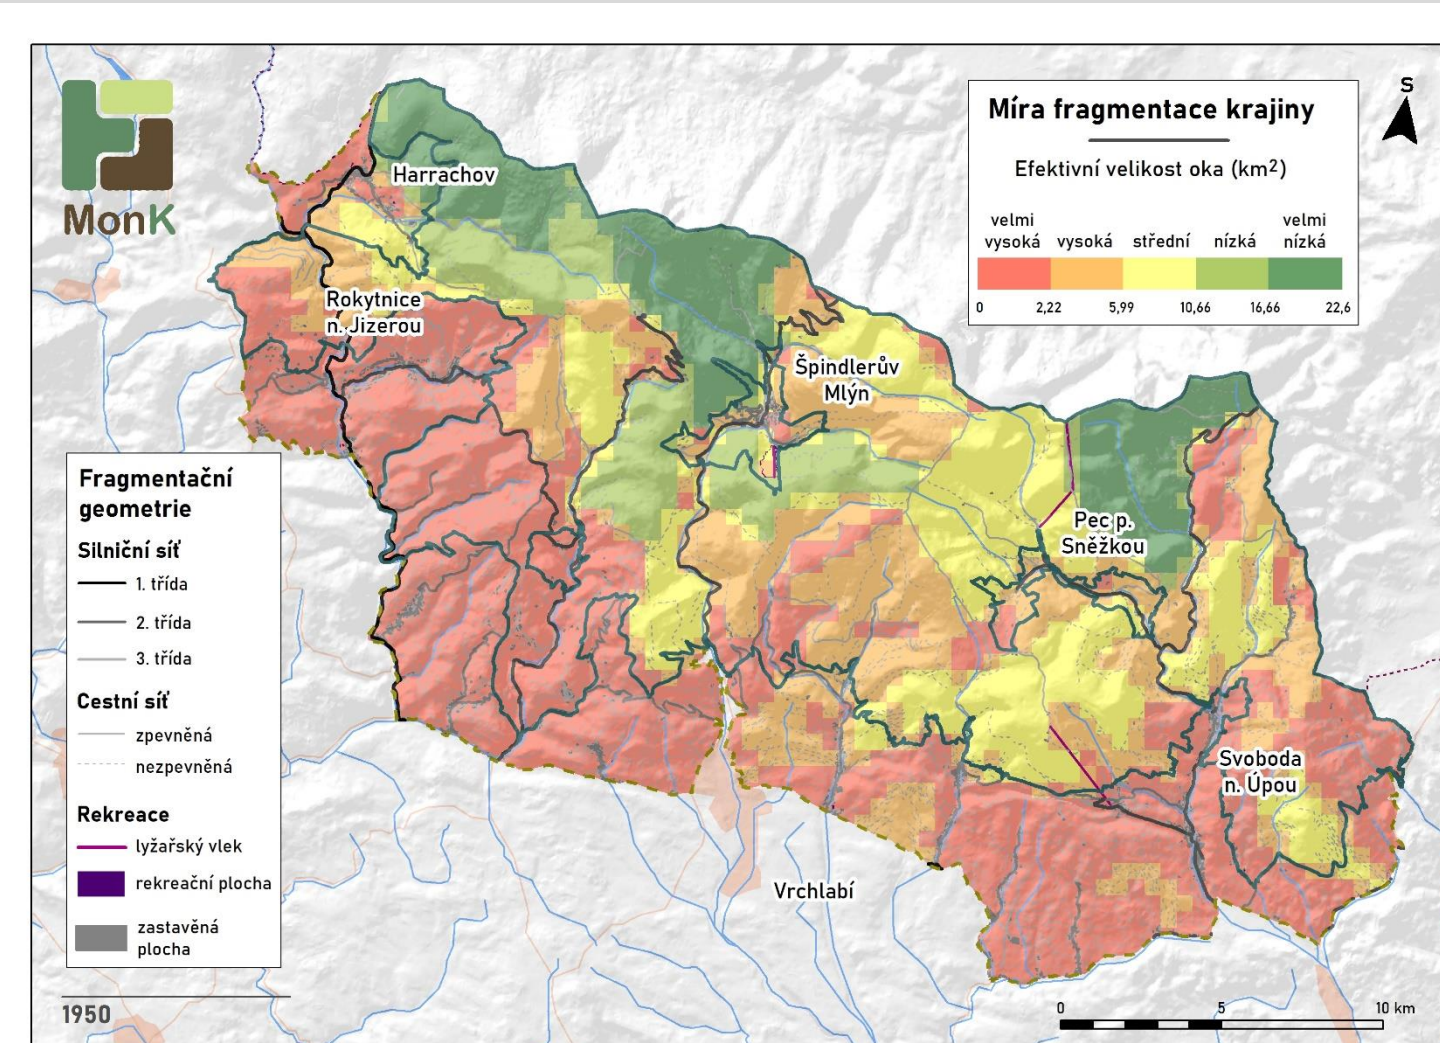 MonK
Harrachov
Rokytnice
n. Jizerou
Špindlerův
Mlýn
Pec p.
Sněžkou
Svoboda
n. Úpou
Vrchlabí
Míra fragmentace krajiny
Efektivní velikost oka (km²)
velmi vysoká
vysoká
střední
nízká
velmi nízká
0 2,22 5,99 10,66 16,66 22,6
S
Fragmentační
geometrie
Silniční síť
1. třída
2. třída
3. třída
Cestní síť
zpevněná
nezpevněná
Rekreace
lyžařský vlek
rekreační plocha
zastavěná
plocha
1950
0 5 10 km